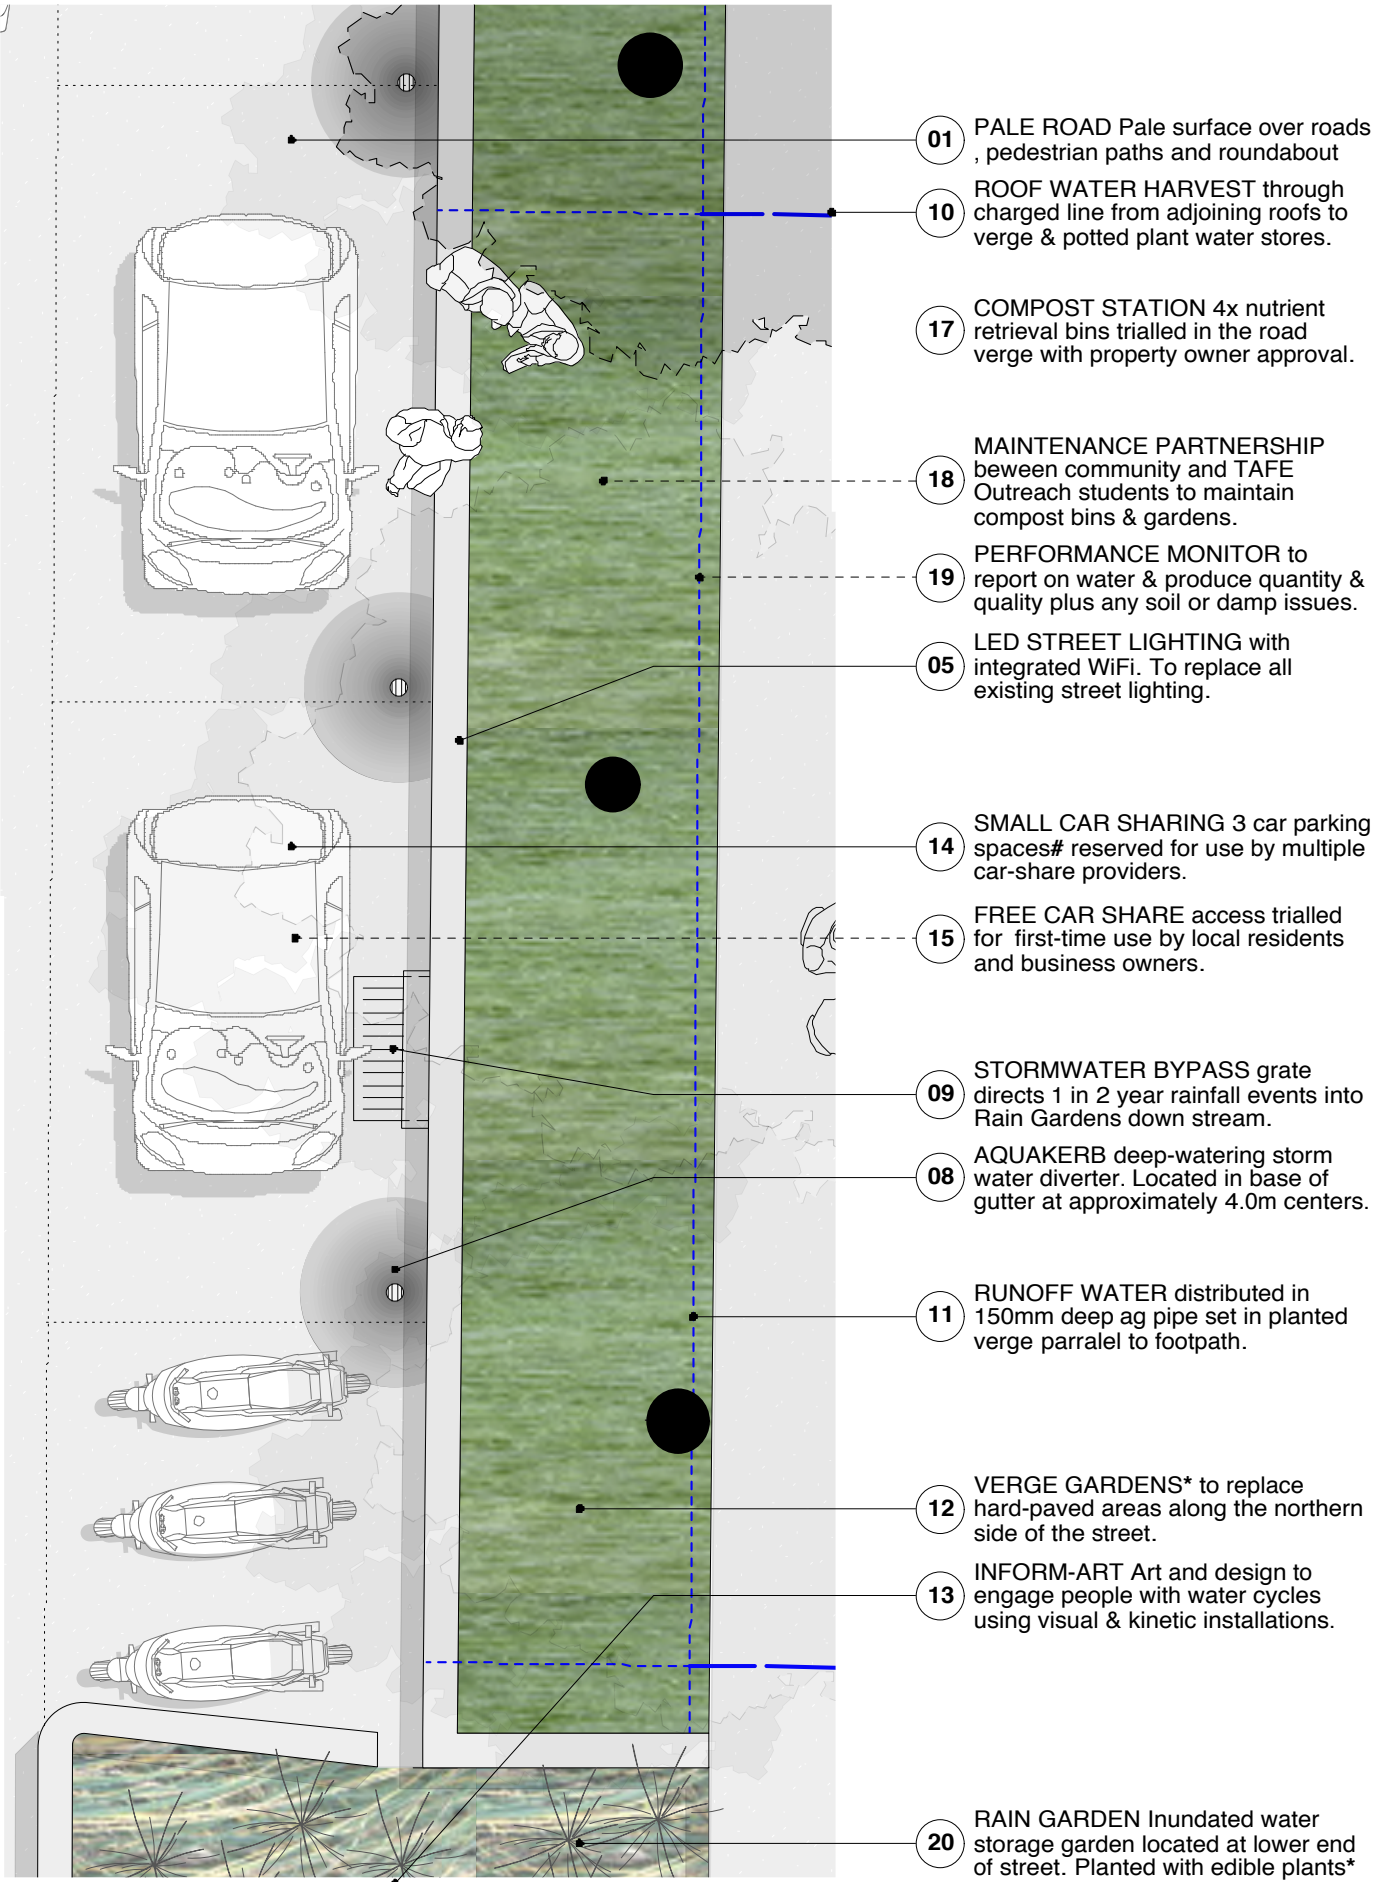 01 PALE ROAD Pale surface over roads
, pedestrian paths and roundabout
10 ROOF WATER HARVEST through
charged line from adjoining roofs to
verge & potted plant water stores.
17 COMPOST STATION 4x nutrient
retrieval bins trialled in the road
verge with property owner approval.
18 MAINTENANCE PARTNERSHIP
beween community and TAFE
Outreach students to maintain
compost bins & gardens.
19 PERFORMANCE MONITOR to
report on water & produce quantity &
quality plus any soil or damp issues.
05 LED STREET LIGHTING with
integrated WiFi. To replace all
existing street lighting.
14 SMALL CAR SHARING 3 car parking
spaces# reserved for use by multiple
car-share providers.
15 FREE CAR SHARE access trialled
for first-time use by local residents
and business owners.
09 STORMWATER BYPASS grate
directs 1 in 2 year rainfall events into
Rain Gardens down stream.
08 AQUAKERB deep-watering storm
water diverter. Located in base of
gutter at approximately 4.0m centers.
11 RUNOFF WATER distributed in
150mm deep ag pipe set in planted
verge parralel to footpath.
12 VERGE GARDENS* to replace
hard-paved areas along the northern
side of the street.
13 INFORM-ART Art and design to
engage people with water cycles
using visual & kinetic installations.
20 RAIN GARDEN Inundated water
storage garden located at lower end
of street. Planted with edible plants*